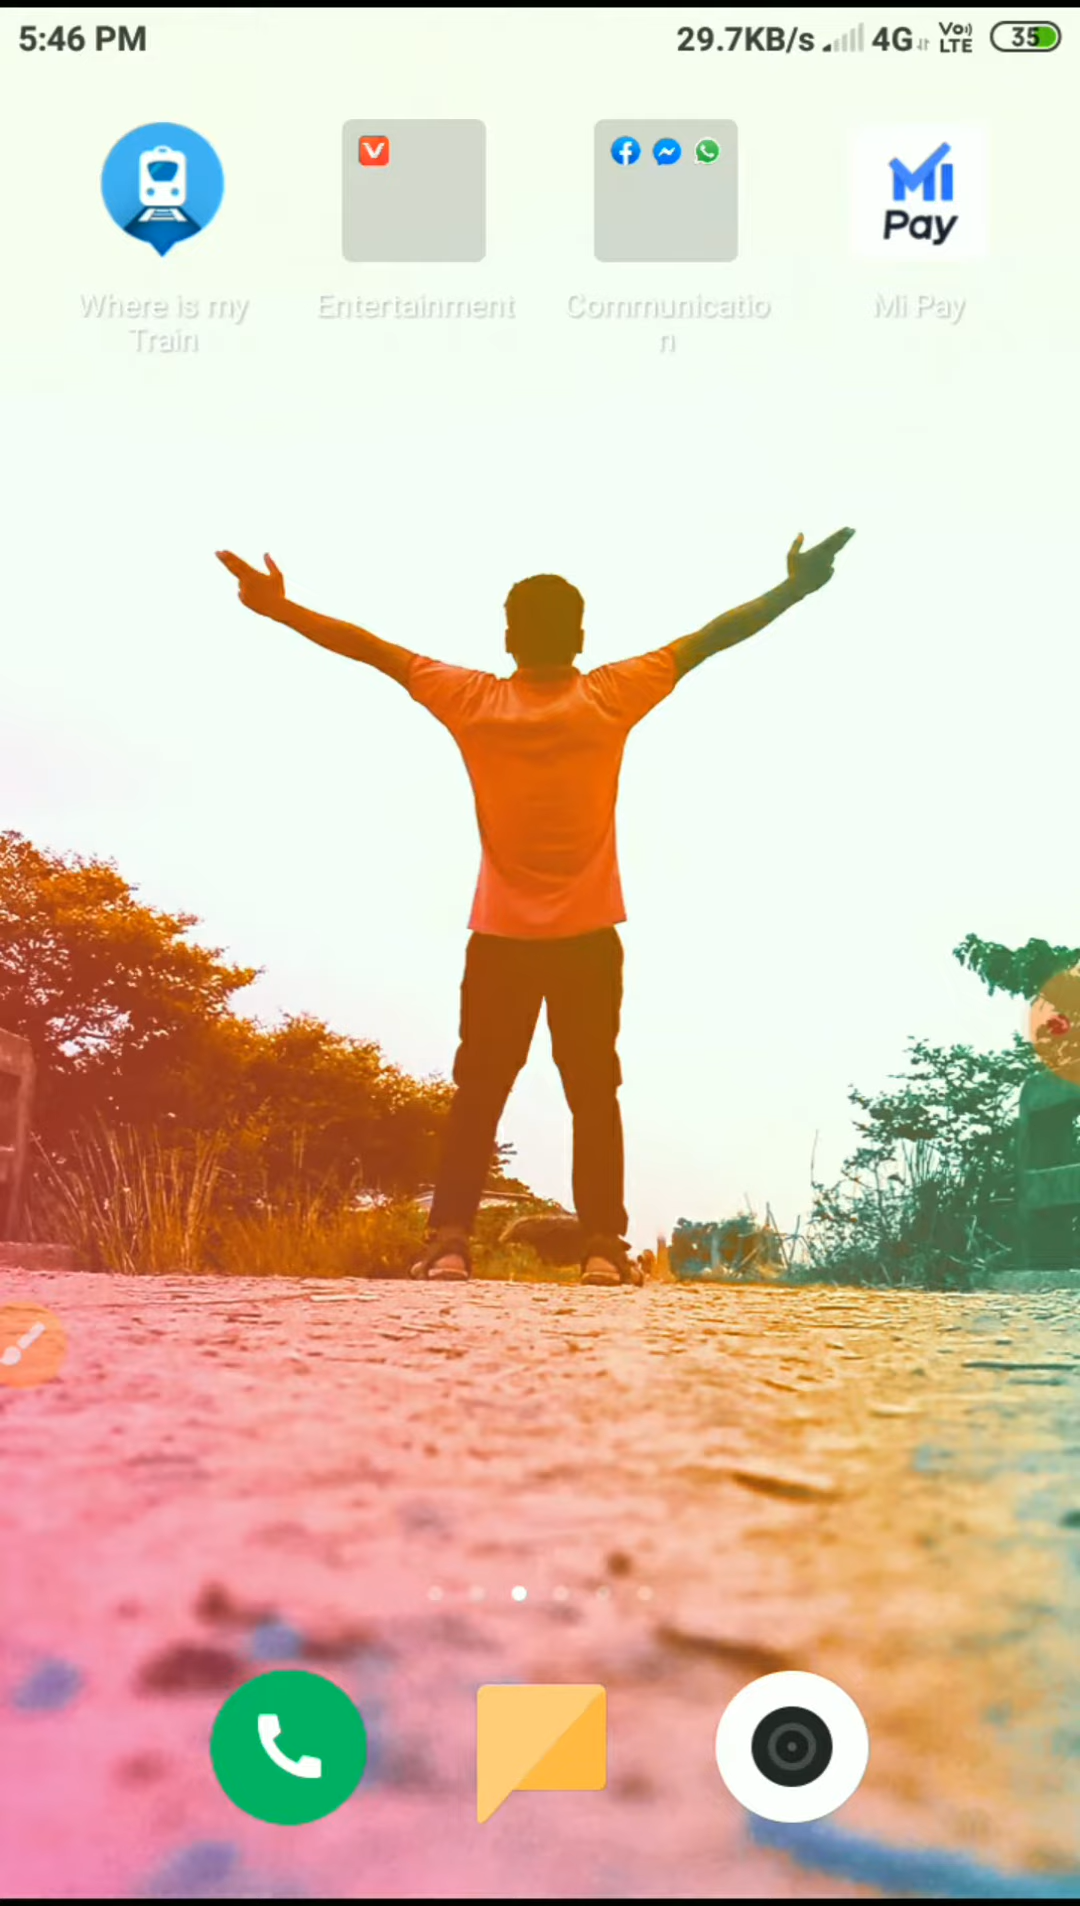 5:46 PM
29.7KB/s 4G Vo)) LTE 35
Mi Pay
Where is my
Train
Entertainment
Communicatio
n
Mi Pay